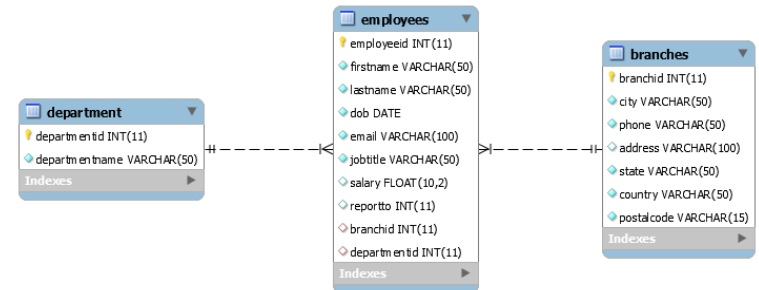 department
departmentid INT(11)
departmentname VARCHAR(50)
Indexes
employees
employeeid INT(11)
firstname VARCHAR(50)
lastname VARCHAR(50)
dob DATE
email VARCHAR(100)
jobtitle VARCHAR(50)
salary FLOAT(10,2)
reportto INT(11)
branchid INT(11)
departmentid INT(11)
Indexes
branches
branchid INT(11)
city VARCHAR(50)
phone VARCHAR(50)
address VARCHAR(100)
state VARCHAR(50)
country VARCHAR(50)
postalcode VARCHAR(15)
Indexes